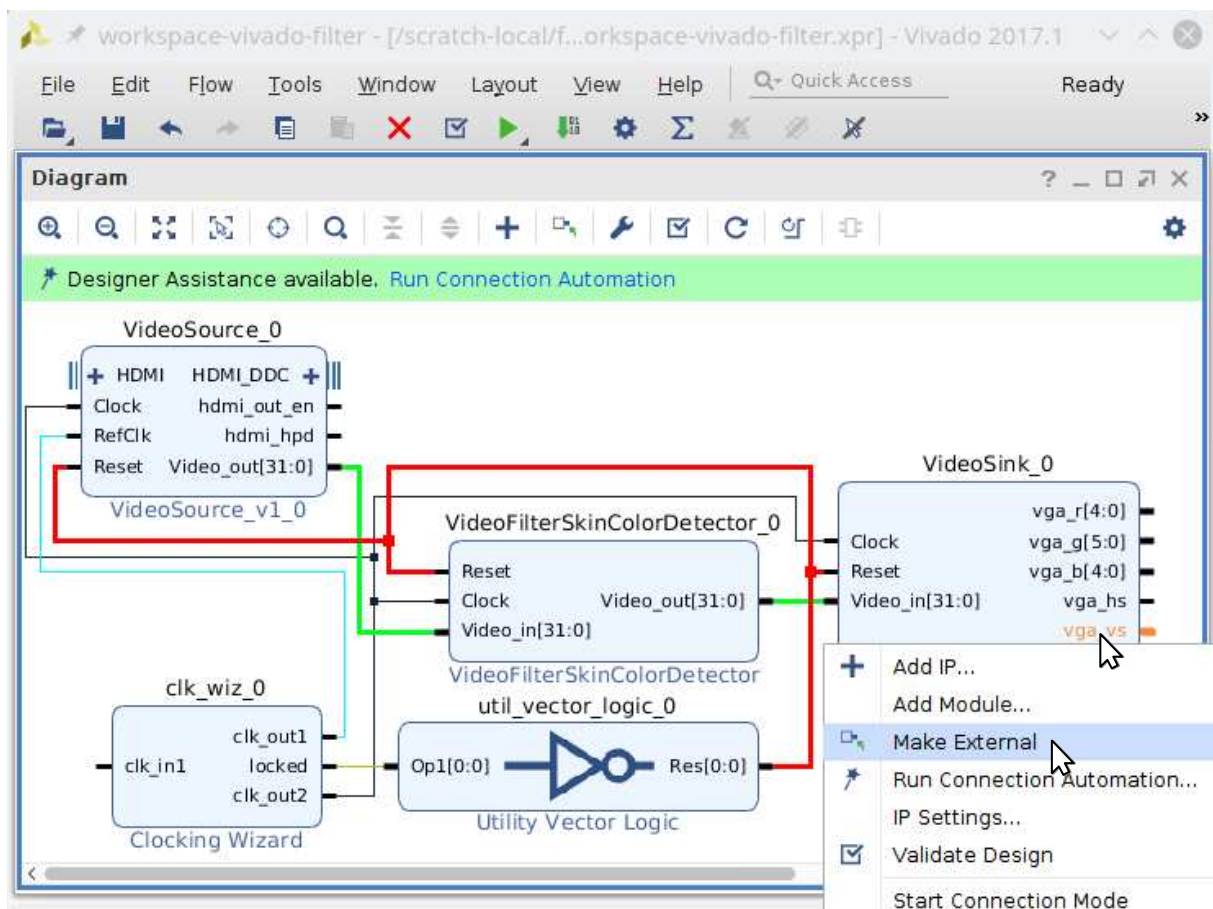 workspace-vivado-filter - [/scratch-local/f...orkspace-vivado-filter.xpr] - Vivado 2017.1
File Edit Flow Tools Window Layout View Help Quick Access Ready
»
Diagram
Designer Assistance available. Run Connection Automation
VideoSource_0
HDMI HDMI_DDC
Clock hdmi_out_en
RefClk hdmi_hpd
Reset Video_out[31:0]
VideoSource_v1_0
VideoFilterSkinColorDetector_0
Reset
Clock Video_out[31:0]
Video_in[31:0]
VideoFilterSkinColorDetector
VideoSink_0
vga_r[4:0]
Clock vga_g[5:0]
Reset vga_b[4:0]
Video_in[31:0] vga_hs
vga_vs
clk_wiz_0
clk_out1
clk_in1 locked
clk_out2
Clocking Wizard
util_vector_logic_0
Op1[0:0] Res[0:0]
Utility Vector Logic
Add IP...
Add Module...
Make External
Run Connection Automation...
IP Settings...
Validate Design
Start Connection Mode